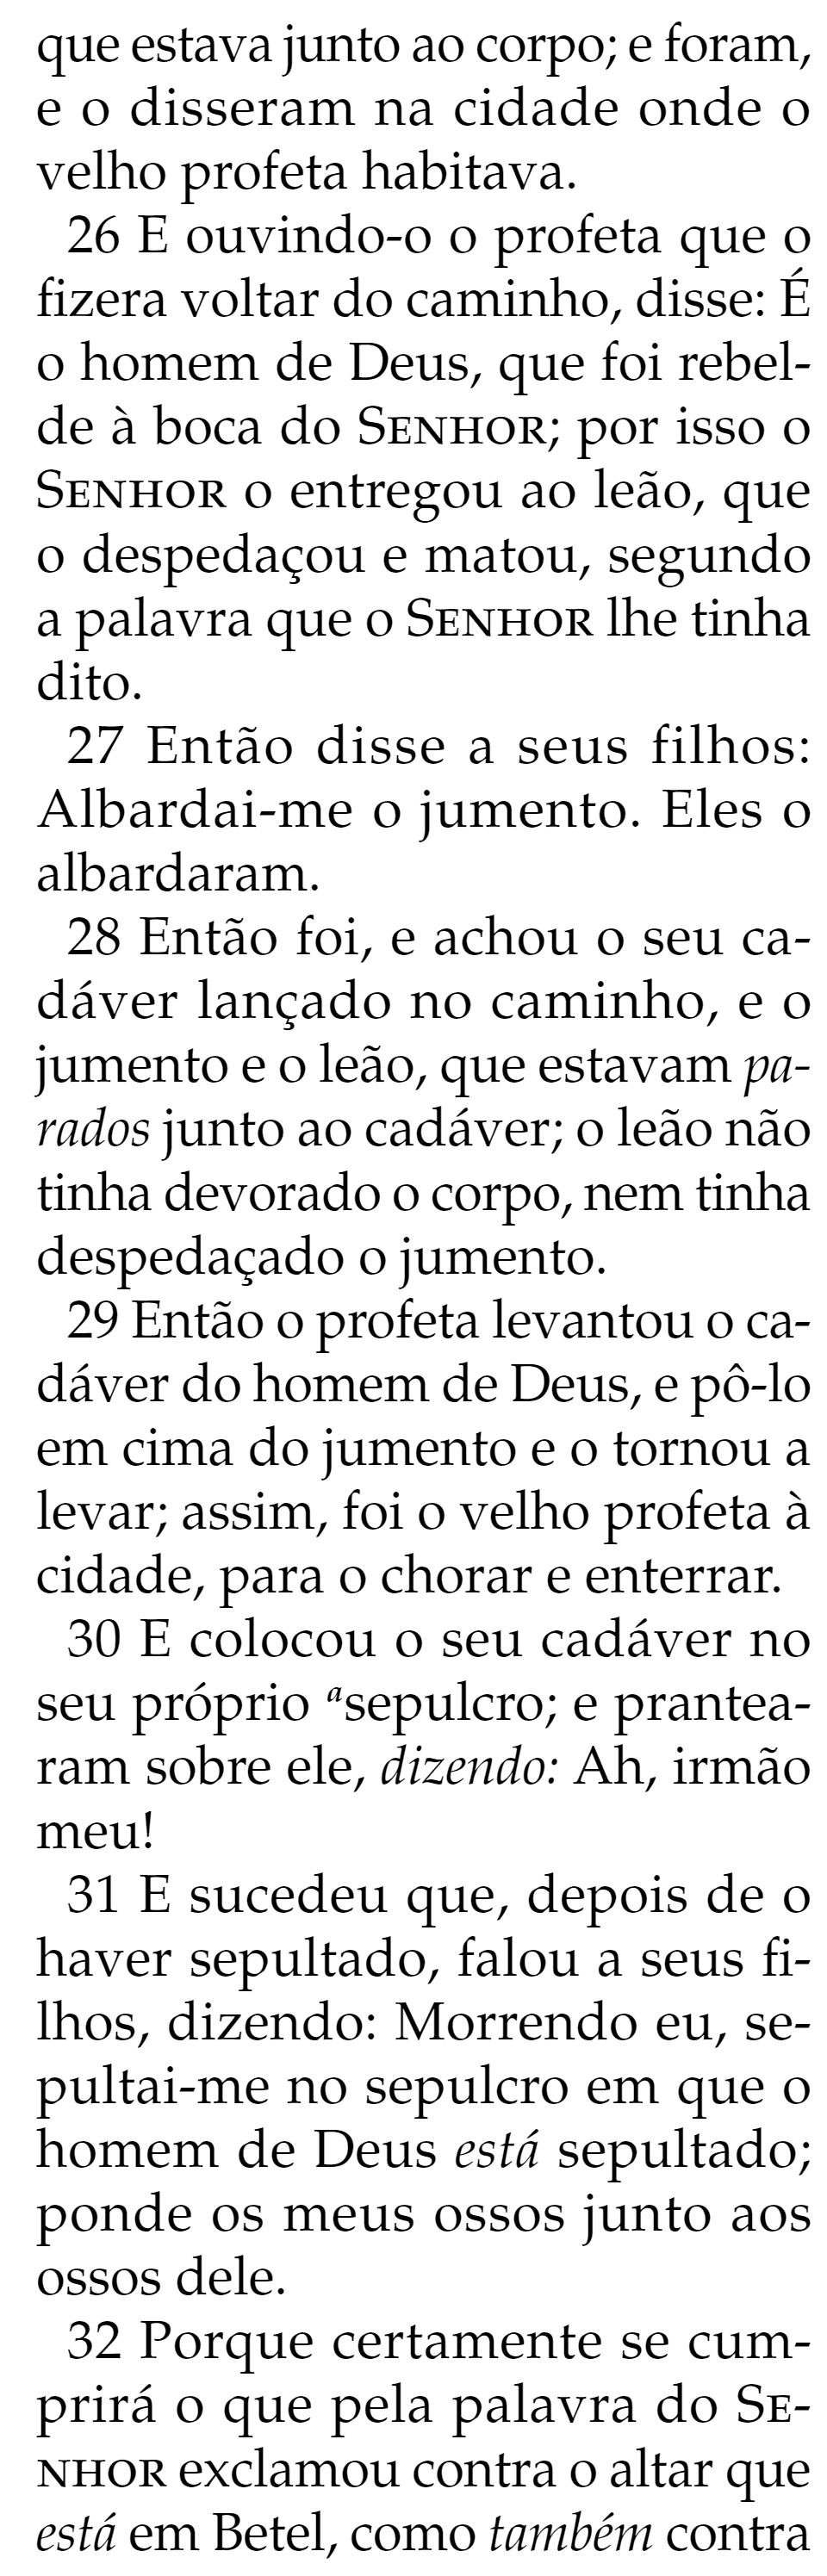 que estava junto ao corpo; e foram,
e o disseram na cidade onde o
velho profeta habitava.
26 E ouvindo-o o profeta que o
fizera voltar do caminho, disse: É
o homem de Deus, que foi rebel-
de à boca do SENHOR; por isso o
SENHOR o entregou ao leão, que
o despedaçou e matou, segundo
a palavra que o SENHOR lhe tinha
dito.
27 Então disse a seus filhos:
Albardai-me o jumento. Eles o
albardaram.
28 Então foi, e achou o seu ca-
dáver lançado no caminho, e o
jumento e o leão, que estavam pa-
rados junto ao cadáver; o leão não
tinha devorado o corpo, nem tinha
despedaçado o jumento.
29 Então o profeta levantou o ca-
dáver do homem de Deus, e pô-lo
em cima do jumento e o tornou a
levar; assim, foi o velho profeta à
cidade, para o chorar e enterrar.
30 E colocou o seu cadáver no
seu próprio ᵃsepulcro; e prantea-
ram sobre ele, dizendo: Ah, irmão
meu!
31 E sucedeu que, depois de o
haver sepultado, falou a seus fi-
lhos, dizendo: Morrendo eu, se-
pultai-me no sepulcro em que o
homem de Deus está sepultado;
ponde os meus ossos junto aos
ossos dele.
32 Porque certamente se cum-
prirá o que pela palavra do SE-
NHOR exclamou contra o altar que
está em Betel, como também contra